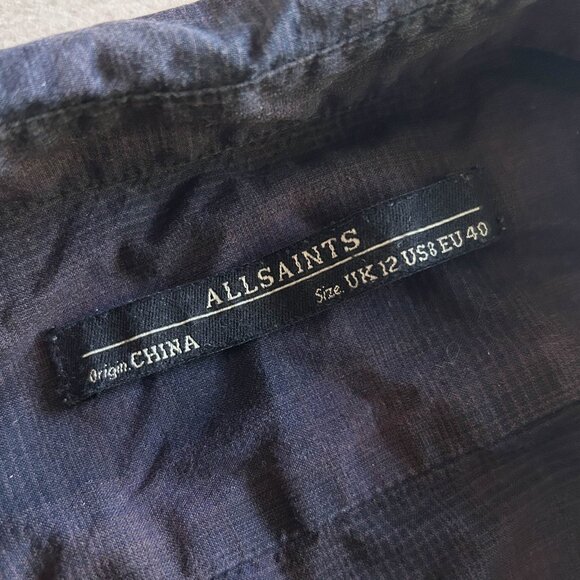 ALLSAINTS
Size. UK 12 US8 EU 40
Origin. CHINA